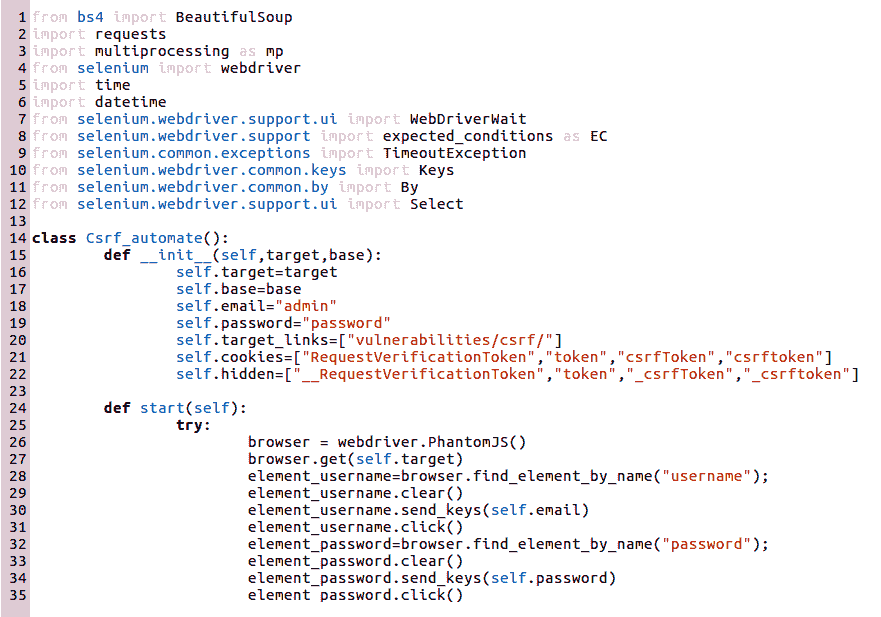 1 from bs4 import BeautifulSoup
2 import requests
3 import multiprocessing as mp
4 from selenium import webdriver
5 import time
6 import datetime
7 from selenium.webdriver.support.ui import WebDriverWait
8 from selenium.webdriver.support import expected_conditions as EC
9 from selenium.common.exceptions import TimeoutException
10 from selenium.webdriver.common.keys import Keys
11 from selenium.webdriver.common.by import By
12 from selenium.webdriver.support.ui import Select
13
14 class Csrf_automate():
15         def __init__(self,target,base):
16                 self.target=target
17                 self.base=base
18                 self.email="admin"
19                 self.password="password"
20                 self.target_links=["vulnerabilities/csrf/"]
21                 self.cookies=["RequestVerificationToken","token","csrfToken","csrftoken"]
22                 self.hidden=["__RequestVerificationToken","token","_csrfToken","_csrftoken"]
23
24         def start(self):
25                 try:
26                         browser = webdriver.PhantomJS()
27                         browser.get(self.target)
28                         element_username=browser.find_element_by_name("username");
29                         element_username.clear()
30                         element_username.send_keys(self.email)
31                         element_username.click()
32                         element_password=browser.find_element_by_name("password");
33                         element_password.clear()
34                         element_password.send_keys(self.password)
35                         element password.click()